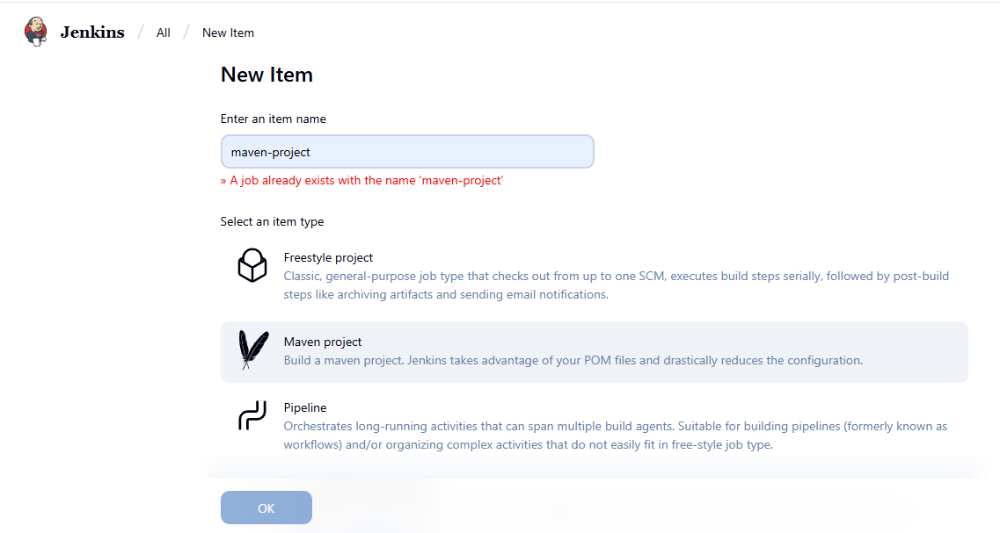 Jenkins / All / New Item
New Item
Enter an item name
maven-project
» A job already exists with the name ‘maven-project’
Select an item type
Freestyle project
Classic, general-purpose job type that checks out from up to one SCM, executes build steps serially, followed by post-build
steps like archiving artifacts and sending email notifications.
Maven project
Build a maven project. Jenkins takes advantage of your POM files and drastically reduces the configuration.
Pipeline
Orchestrates long-running activities that can span multiple build agents. Suitable for building pipelines (formerly known as
workflows) and/or organizing complex activities that do not easily fit in free-style job type.
OK